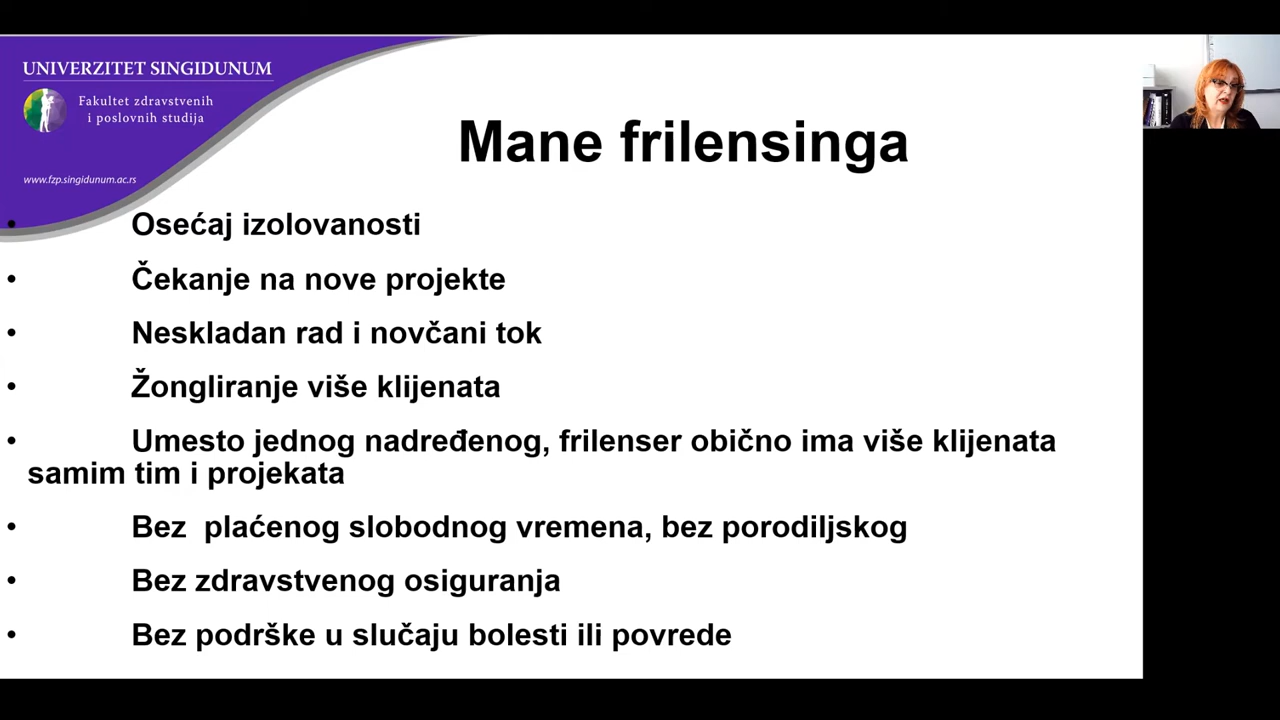 UNIVERZITET SINGIDUNUM
Fakultet zdravstvenih
i poslovnih studija
www.fzp.singidunum.ac.rs
Mane frilensinga
• Osećaj izolovanosti
• Čekanje na nove projekte
• Neskladan rad i novčani tok
• Žongliranje više klijenata
• Umesto jednog nadređenog, frilenser obično ima više klijenata
samim tim i projekata
• Bez plaćenog slobodnog vremena, bez porodiljskog
• Bez zdravstvenog osiguranja
• Bez podrške u slučaju bolesti ili povrede